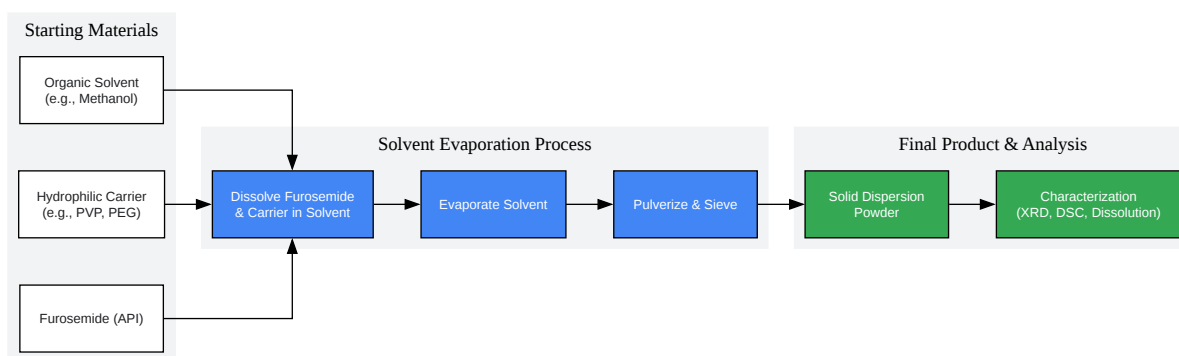 Starting Materials
Organic Solvent
(e.g., Methanol)
Hydrophilic Carrier
(e.g., PVP, PEG)
Furosemide (API)
Solvent Evaporation Process
Dissolve Furosemide
& Carrier in Solvent
Evaporate Solvent
Pulverize & Sieve
Final Product & Analysis
Solid Dispersion
Powder
Characterization
(XRD, DSC, Dissolution)